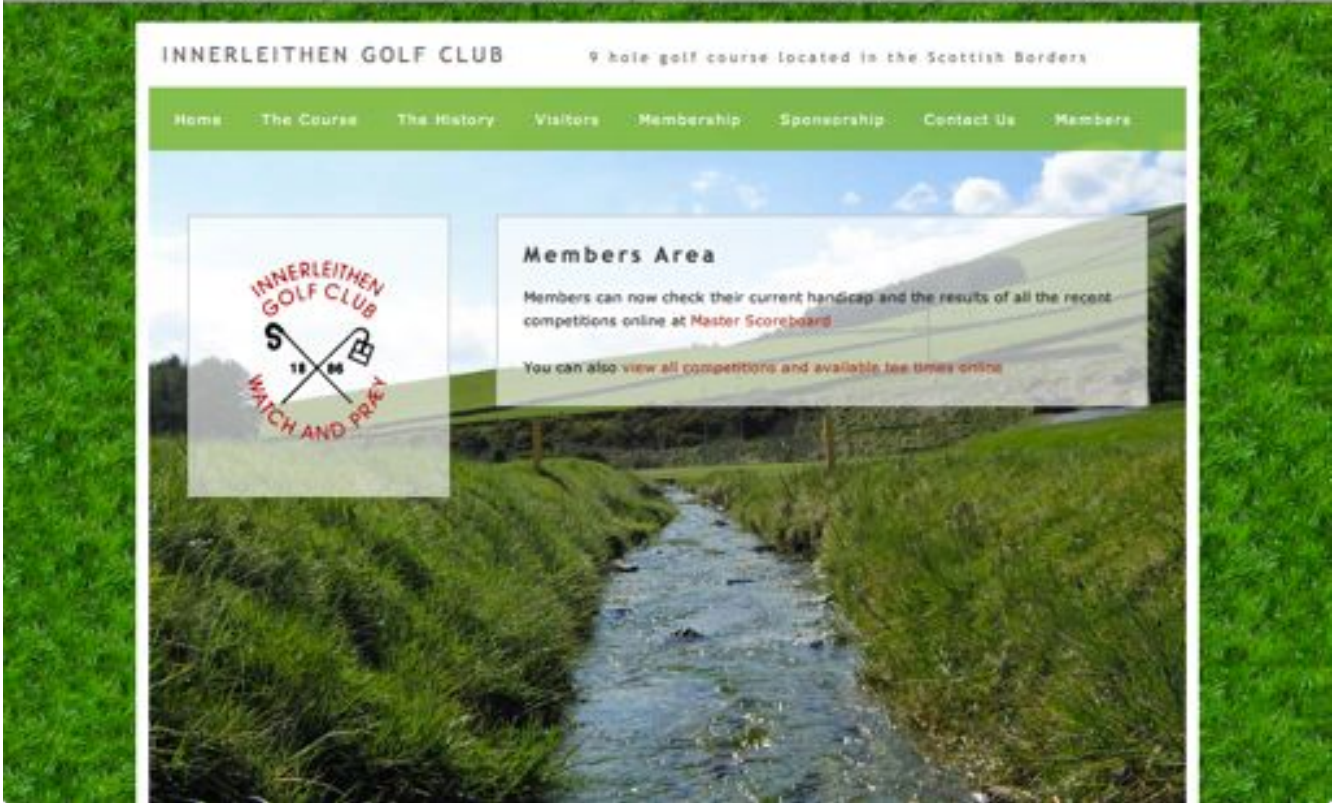 INNERLEITHEN GOLF CLUB 9 hole golf course located in the Scottish Borders
Home The Course The History Visitors Membership Sponsorship Contact Us Members
INNERLEITHEN
GOLF CLUB
S
18 86
WATCH AND PRÆY
Members Area
Members can now check their current handicap and the results of all the recent
competitions online at Master Scoreboard
You can also view all competitions and available tee times online